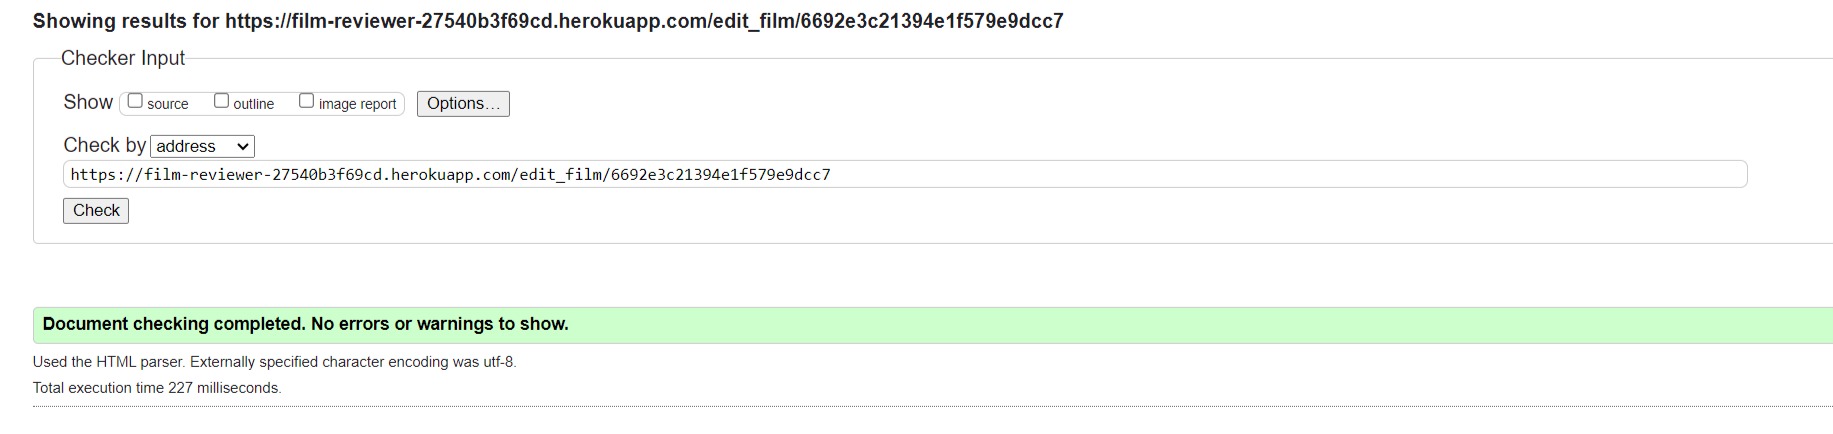 Showing results for https://film-reviewer-27540b3f69cd.herokuapp.com/edit_film/6692e3c21394e1f579e9dcc7
Checker Input
Show source outline image report Options...
Check by address
https://film-reviewer-27540b3f69cd.herokuapp.com/edit_film/6692e3c21394e1f579e9dcc7
Check
Document checking completed. No errors or warnings to show.
Used the HTML parser. Externally specified character encoding was utf-8.
Total execution time 227 milliseconds.